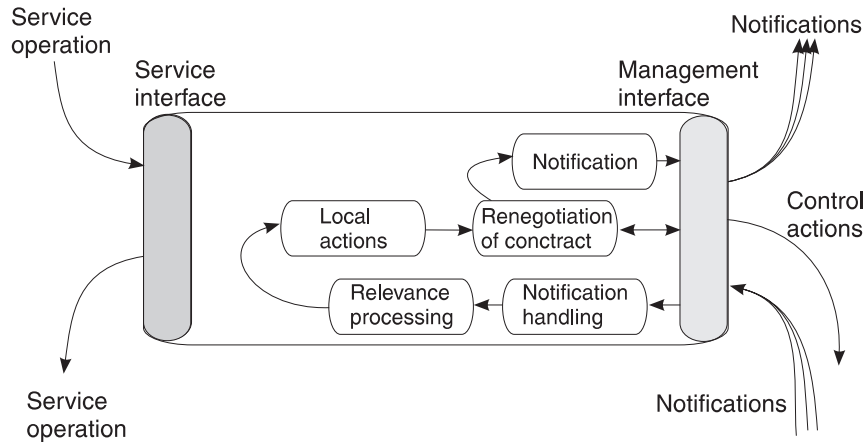 Service
operation
Notifications
Service
interface
Management
interface
Notification
Control
actions
Local
actions
Renegotiation
of conctract
Relevance
processing
Notification
handling
Service
operation
Notifications